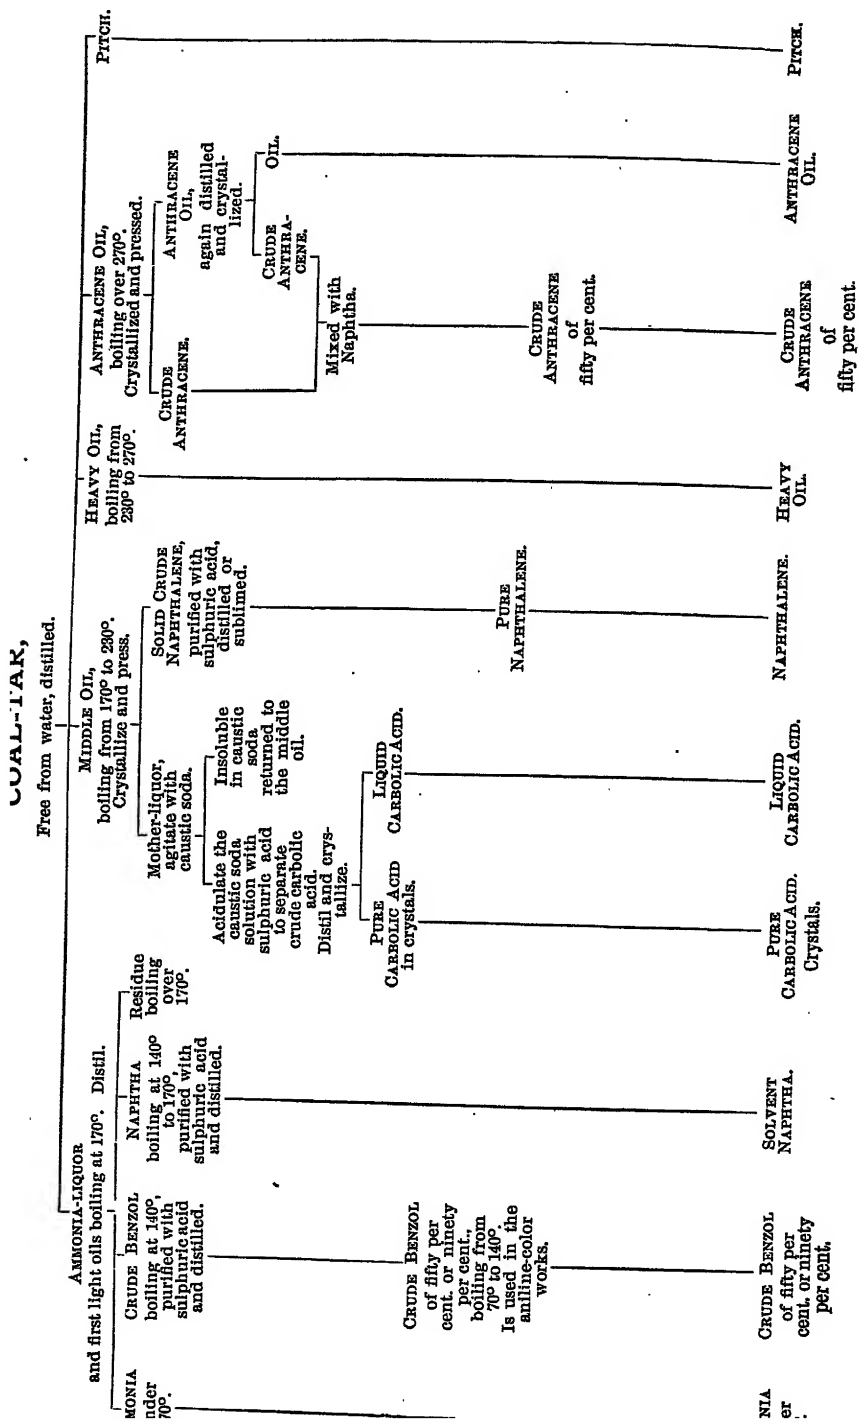 COAL-TAR,
Free from water, distilled.
AMMONIA-LIQUOR
and first light oils boiling at 170°. Distil.
MIDDLE OIL,
boiling from 170° to 230°.
Crystallize and press.
HEAVY OIL,
boiling from
230° to 270°.
ANTHRACENE OIL,
boiling over 270°.
Crystallized and pressed.
PITCH.
CRUDE BENZOL
boiling at 140°,
purified with
sulphuric acid
and distilled.
NAPHTHA
boiling at 140°
to 170°,
purified with
sulphuric acid
and distilled.
Residue
boiling
over
170°.
Mother-liquor,
agitate with
caustic soda.
SOLID CRUDE
NAPHTHALENE,
purified with
sulphuric acid,
distilled or
sublimed.
CRUDE
ANTHRACENE.
ANTHRACENE
OIL,
again distilled
and crystal-
lized.
Acidulate the
caustic soda
solution with
sulphuric acid
to separate
crude carbolic
acid.
Distil and crys-
tallize.
Insoluble
in caustic
soda
returned to
the middle
oil.
CRUDE
ANTHRA-
CENE.
OIL.
Mixed with
Naphtha.
PURE
CARBOLIC ACID
in crystals.
LIQUID
CARBOLIC ACID.
CRUDE BENZOL
of fifty per
cent. or ninety
per cent.,
boiling from
70° to 140°.
Is used in the
aniline-color
works.
PURE
NAPHTHALENE.
CRUDE
ANTHRACENE
of
fifty per cent.
CRUDE BENZOL
of fifty per
cent. or ninety
per cent.
SOLVENT
NAPHTHA.
PURE
CARBOLIC ACID.
Crystals.
LIQUID
CARBOLIC ACID.
NAPHTHALENE.
HEAVY
OIL.
CRUDE
ANTHRACENE
of
fifty per cent.
ANTHRACENE
OIL.
PITCH.